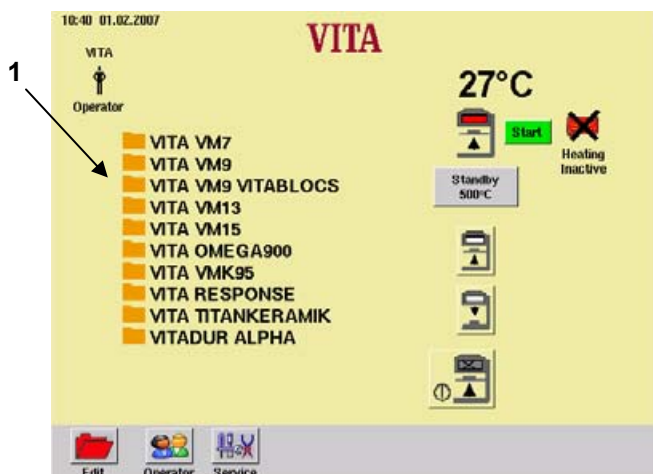 10:40 01.02.2007
VITA
VITA
1
Operator
27°C
Start
Heating
Inactive
Standby
500°C
VITA VM7
VITA VM9
VITA VM9 VITABLOCS
VITA VM13
VITA VM15
VITA OMEGA900
VITA VMK95
VITA RESPONSE
VITA TITANKERAMIK
VITADUR ALPHA
Edit
Operator
Service